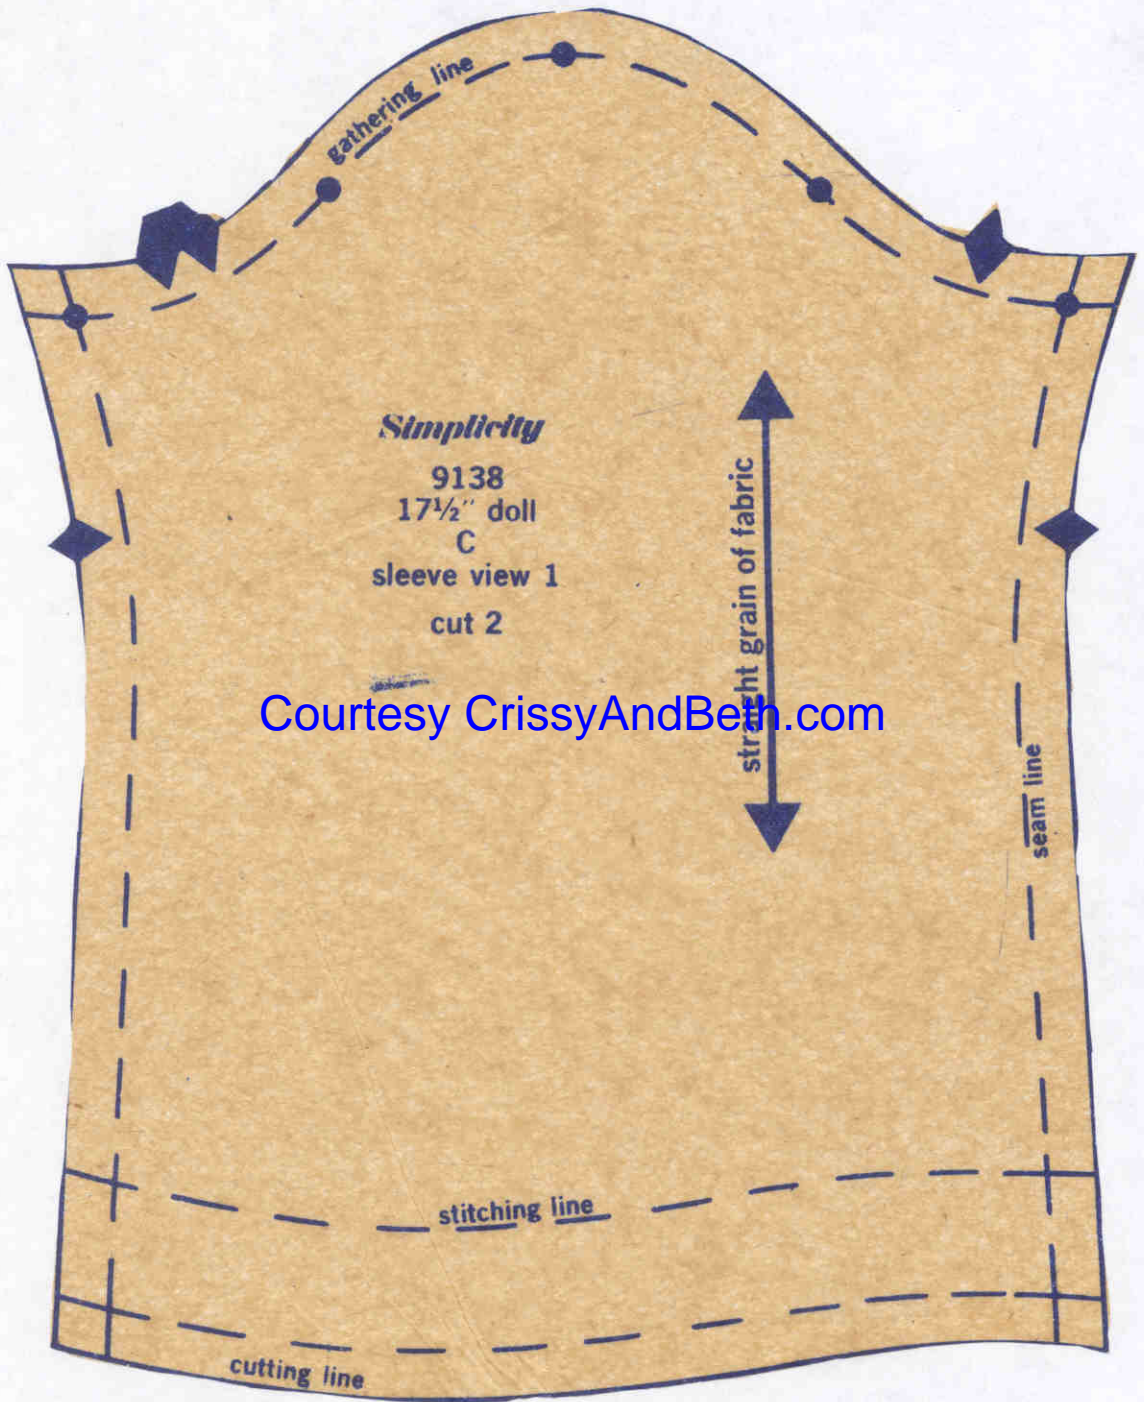 gathering line
Simplicity
9138
17½" doll
C
sleeve view 1
cut 2
straight grain of fabric
Courtesy CrissyAndBeth.com
seam line
stitching line
cutting line